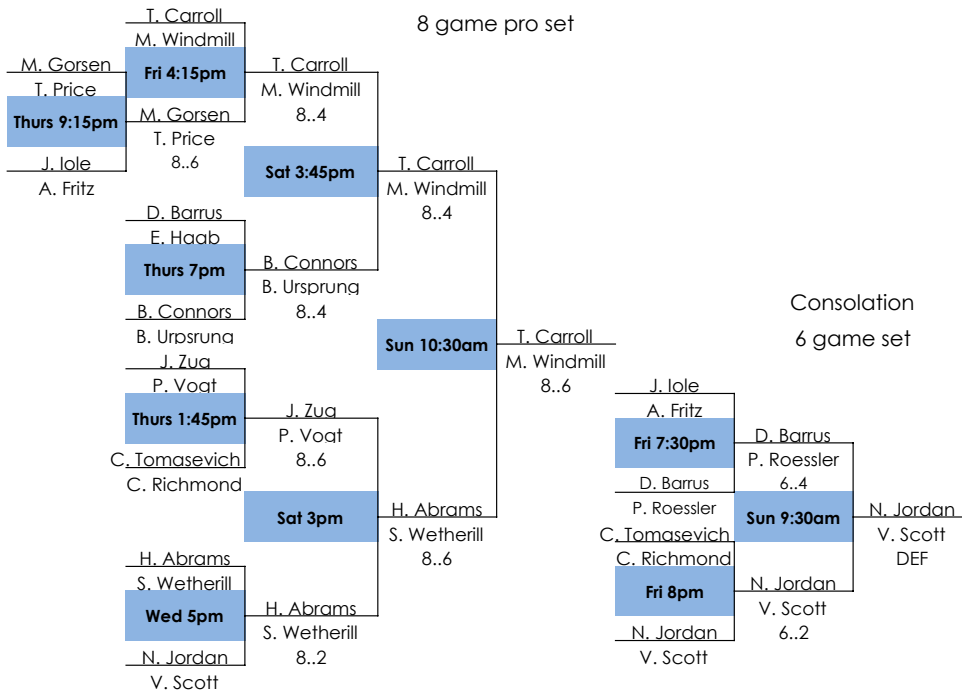 8 game pro set
T. Carroll
M. Windmill
Fri 4:15pm
M. Gorsen
T. Price
Thurs 9:15pm
J. Iole
A. Fritz
M. Gorsen
T. Price
8..6
T. Carroll
M. Windmill
8..4
Sat 3:45pm
D. Barrus
E. Haab
Thurs 7pm
B. Connors
B. Urpsrung
B. Connors
B. Ursprung
8..4
T. Carroll
M. Windmill
8..4
Sun 10:30am
T. Carroll
M. Windmill
8..6
J. Zug
P. Vogt
Thurs 1:45pm
C. Tomasevich
C. Richmond
J. Zug
P. Vogt
8..6
Sat 3pm
H. Abrams
S. Wetherill
Wed 5pm
N. Jordan
V. Scott
H. Abrams
S. Wetherill
8..2
H. Abrams
S. Wetherill
8..6
Consolation
6 game set
J. Iole
A. Fritz
Fri 7:30pm
D. Barrus
P. Roessler
D. Barrus
P. Roessler
6..4
Sun 9:30am
C. Tomasevich
C. Richmond
Fri 8pm
N. Jordan
V. Scott
N. Jordan
V. Scott
6..2
N. Jordan
V. Scott
DEF